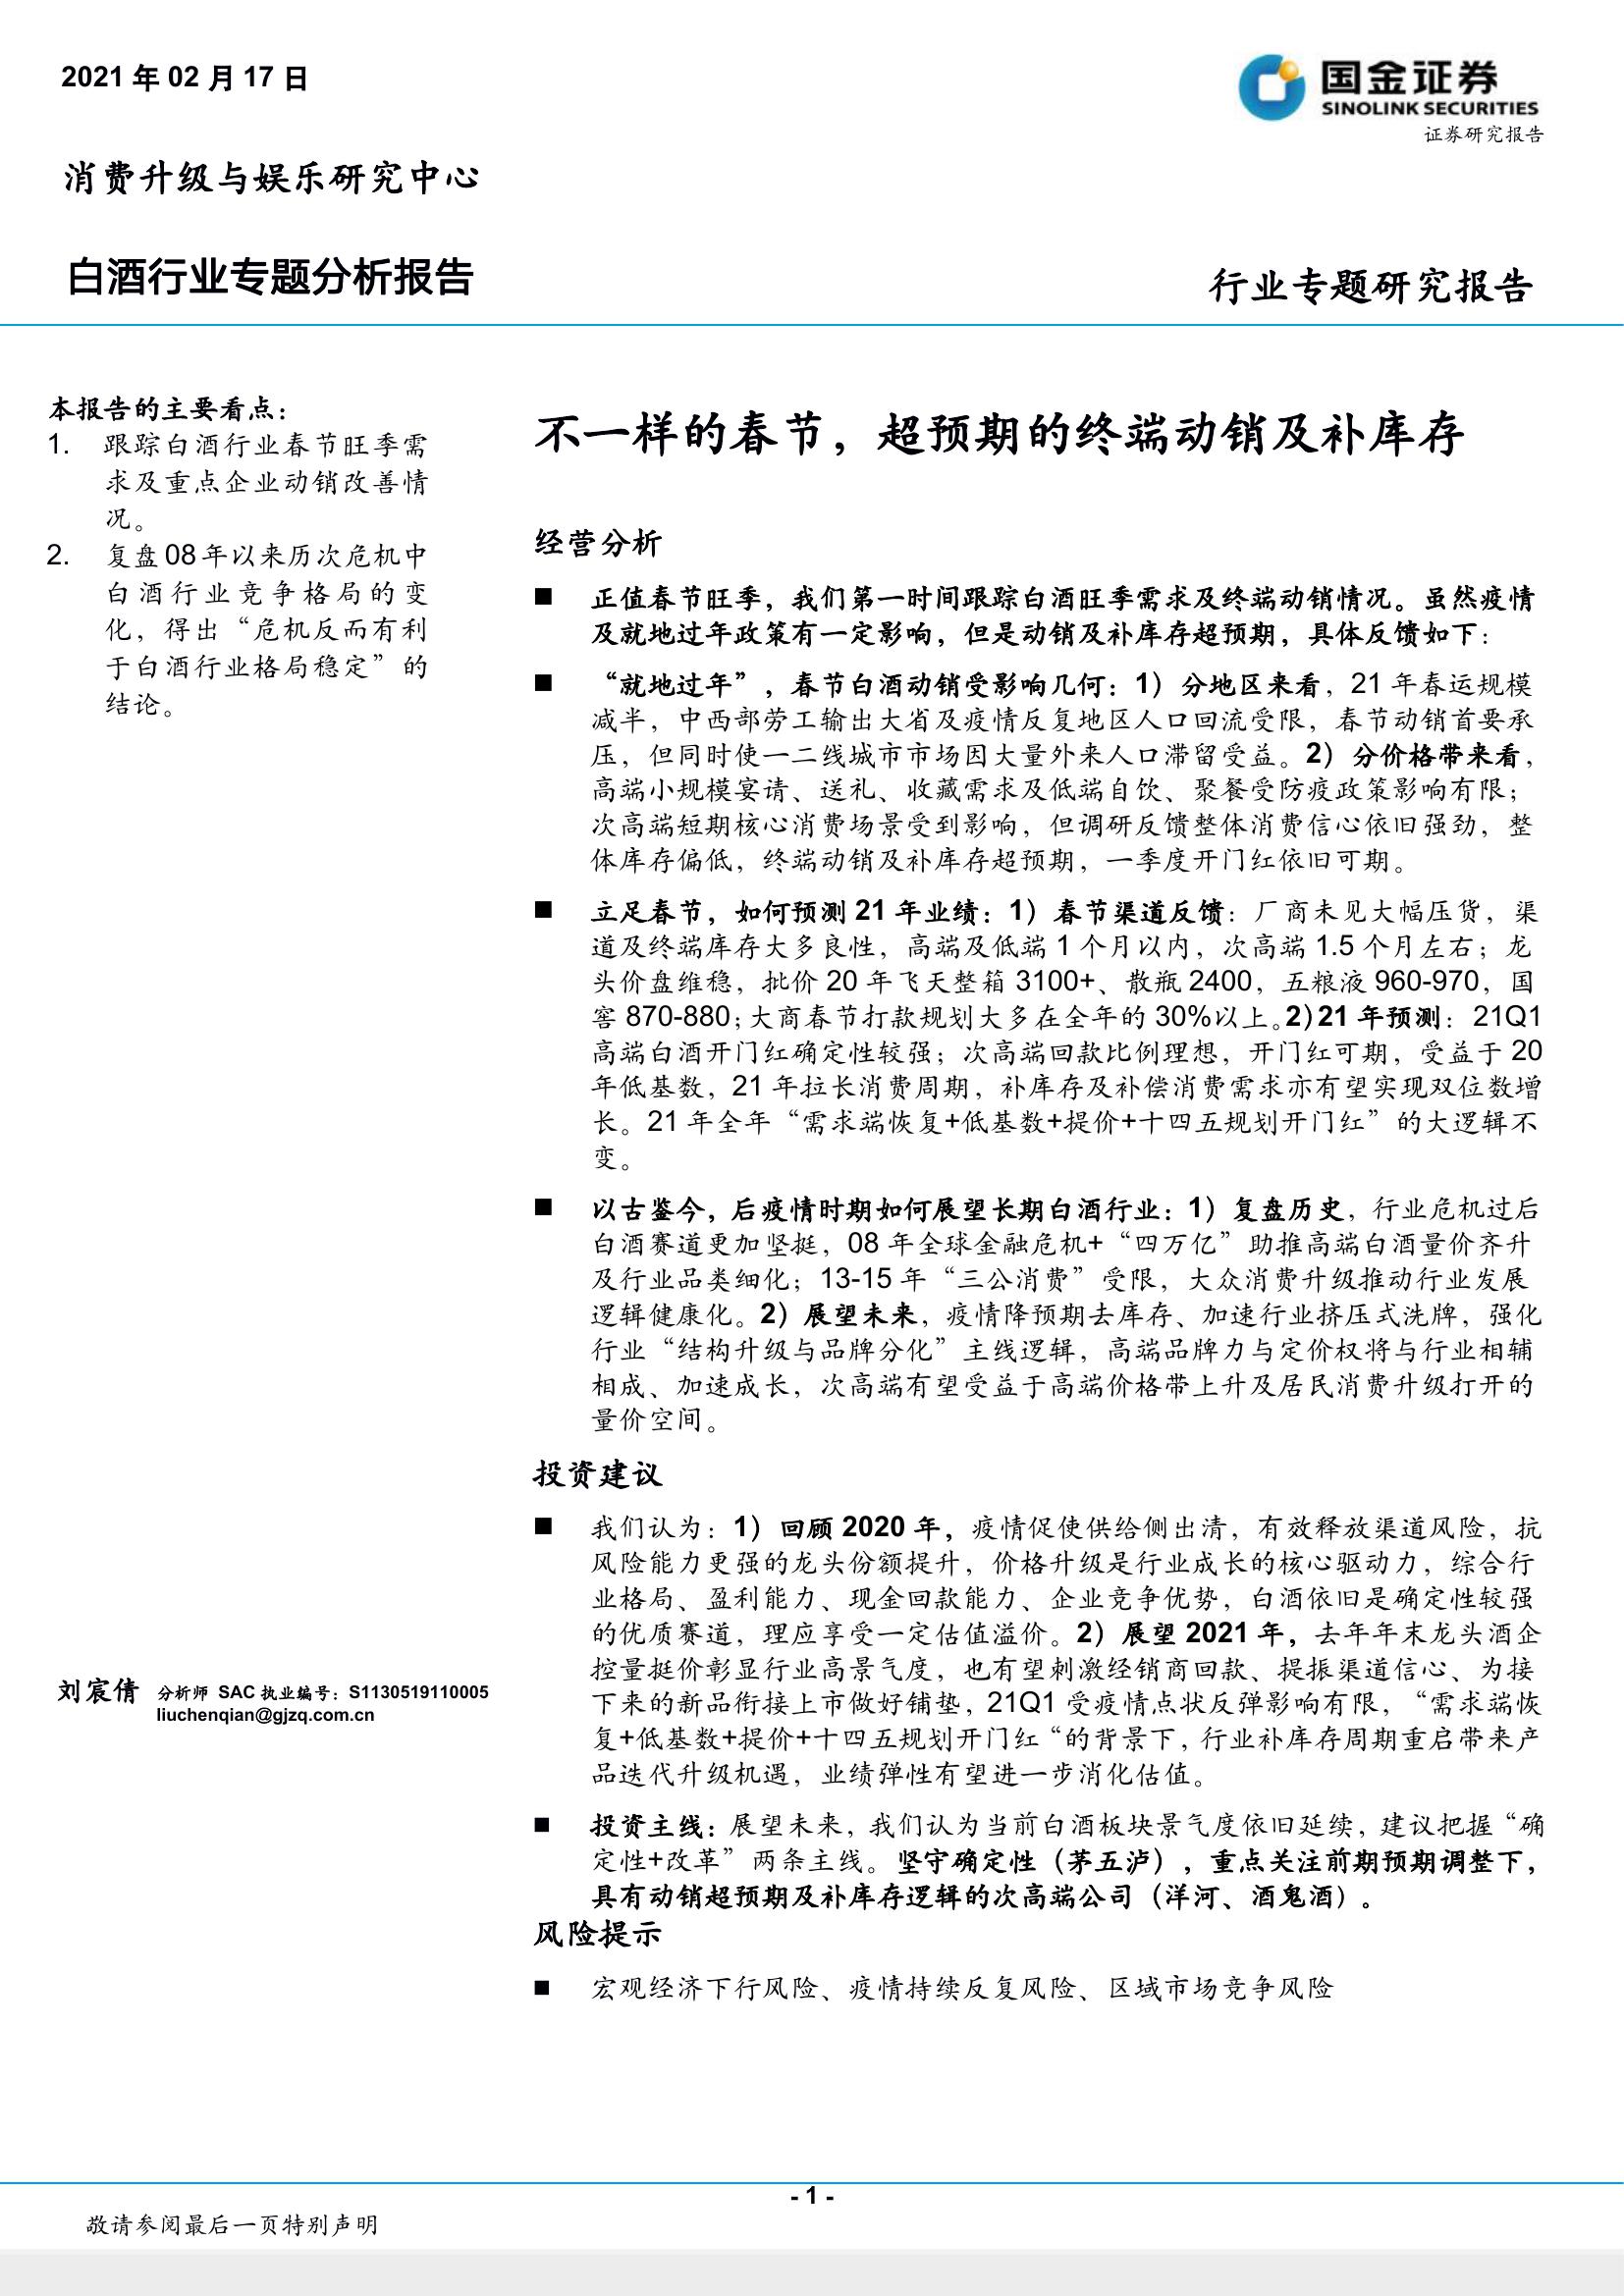 2021 年 02 月 17 日
国金证券
SINOLINK SECURITIES
证券研究报告
消费升级与娱乐研究中心
白酒行业专题分析报告
行业专题研究报告
本报告的主要看点：
1. 跟踪白酒行业春节旺季需
求及重点企业动销改善情
况。
2. 复盘 08 年以来历次危机中
白酒行业竞争格局的变
化，得出“危机反而有利
于白酒行业格局稳定”的
结论。
刘宸倩 分析师 SAC 执业编号：S1130519110005
liuchenqian@gjzq.com.cn
不一样的春节，超预期的终端动销及补库存
经营分析
■ 正值春节旺季，我们第一时间跟踪白酒旺季需求及终端动销情况。虽然疫情
及就地过年政策有一定影响，但是动销及补库存超预期，具体反馈如下：
■ “就地过年”，春节白酒动销受影响几何：1）分地区来看，21 年春运规模
减半，中西部劳工输出大省及疫情反复地区人口回流受限，春节动销首要承
压，但同时使一二线城市市场因大量外来人口滞留受益。2）分价格带来看，
高端小规模宴请、送礼、收藏需求及低端自饮、聚餐受防疫政策影响有限；
次高端短期核心消费场景受到影响，但调研反馈整体消费信心依旧强劲，整
体库存偏低，终端动销及补库存超预期，一季度开门红依旧可期。
■ 立足春节，如何预测 21 年业绩：1）春节渠道反馈：厂商未见大幅压货，渠
道及终端库存大多良性，高端及低端 1 个月以内，次高端 1.5 个月左右；龙
头价盘维稳，批价 20 年飞天整箱 3100+、散瓶 2400，五粮液 960-970，国
窖 870-880；大商春节打款规划大多在全年的 30%以上。2）21 年预测：21Q1
高端白酒开门红确定性较强；次高端回款比例理想，开门红可期，受益于 20
年低基数，21 年拉长消费周期，补库存及补偿消费需求亦有望实现双位数增
长。21 年全年“需求端恢复+低基数+提价+十四五规划开门红”的大逻辑不
变。
■ 以古鉴今，后疫情时期如何展望长期白酒行业：1）复盘历史，行业危机过后
白酒赛道更加坚挺，08 年全球金融危机+“四万亿”助推高端白酒量价齐升
及行业品类细化；13-15 年“三公消费”受限，大众消费升级推动行业发展
逻辑健康化。2）展望未来，疫情降预期去库存、加速行业挤压式洗牌，强化
行业“结构升级与品牌分化”主线逻辑，高端品牌力与定价权将与行业相辅
相成、加速成长，次高端有望受益于高端价格带上升及居民消费升级打开的
量价空间。
投资建议
■ 我们认为：1）回顾 2020 年，疫情促使供给侧出清，有效释放渠道风险，抗
风险能力更强的龙头份额提升，价格升级是行业成长的核心驱动力，综合行
业格局、盈利能力、现金回款能力、企业竞争优势，白酒依旧是确定性较强
的优质赛道，理应享受一定估值溢价。2）展望 2021 年，去年年末龙头酒企
控量挺价彰显行业高景气度，也有望刺激经销商回款、提振渠道信心、为接
下来的新品衔接上市做好铺垫，21Q1 受疫情点状反弹影响有限，“需求端恢
复+低基数+提价+十四五规划开门红“的背景下，行业补库存周期重启带来产
品迭代升级机遇，业绩弹性有望进一步消化估值。
■ 投资主线：展望未来，我们认为当前白酒板块景气度依旧延续，建议把握“确
定性+改革”两条主线。坚守确定性（茅五泸），重点关注前期预期调整下，
具有动销超预期及补库存逻辑的次高端公司（洋河、酒鬼酒）。
风险提示
■ 宏观经济下行风险、疫情持续反复风险、区域市场竞争风险
- 1 -
敬请参阅最后一页特别声明